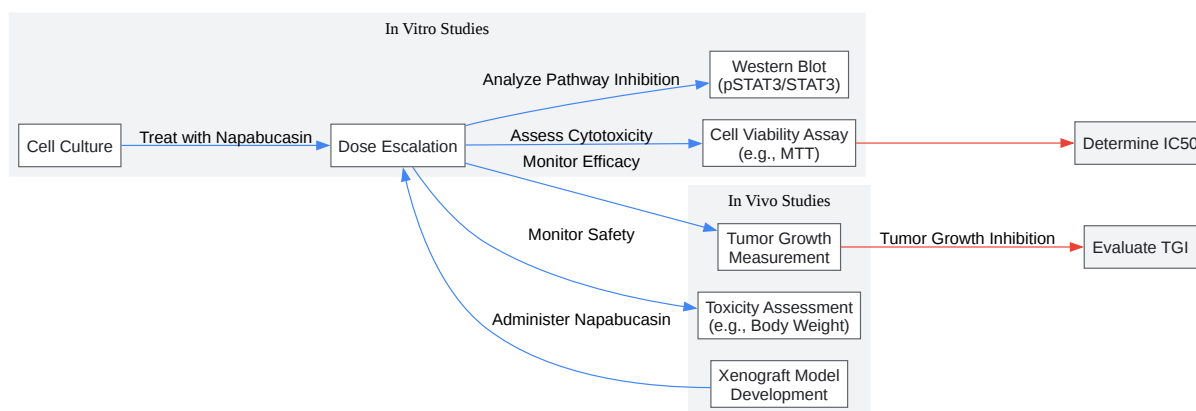 In Vitro Studies
Western Blot
(pSTAT3/STAT3)
Analyze Pathway Inhibition
Cell Culture
Treat with Napabucasin
Dose Escalation
Assess Cytotoxicity
Cell Viability Assay
(e.g., MTT)
Determine IC50
Monitor Efficacy
In Vivo Studies
Tumor Growth
Measurement
Tumor Growth Inhibition
Evaluate TGI
Monitor Safety
Toxicity Assessment
(e.g., Body Weight)
Administer Napabucasin
Xenograft Model
Development